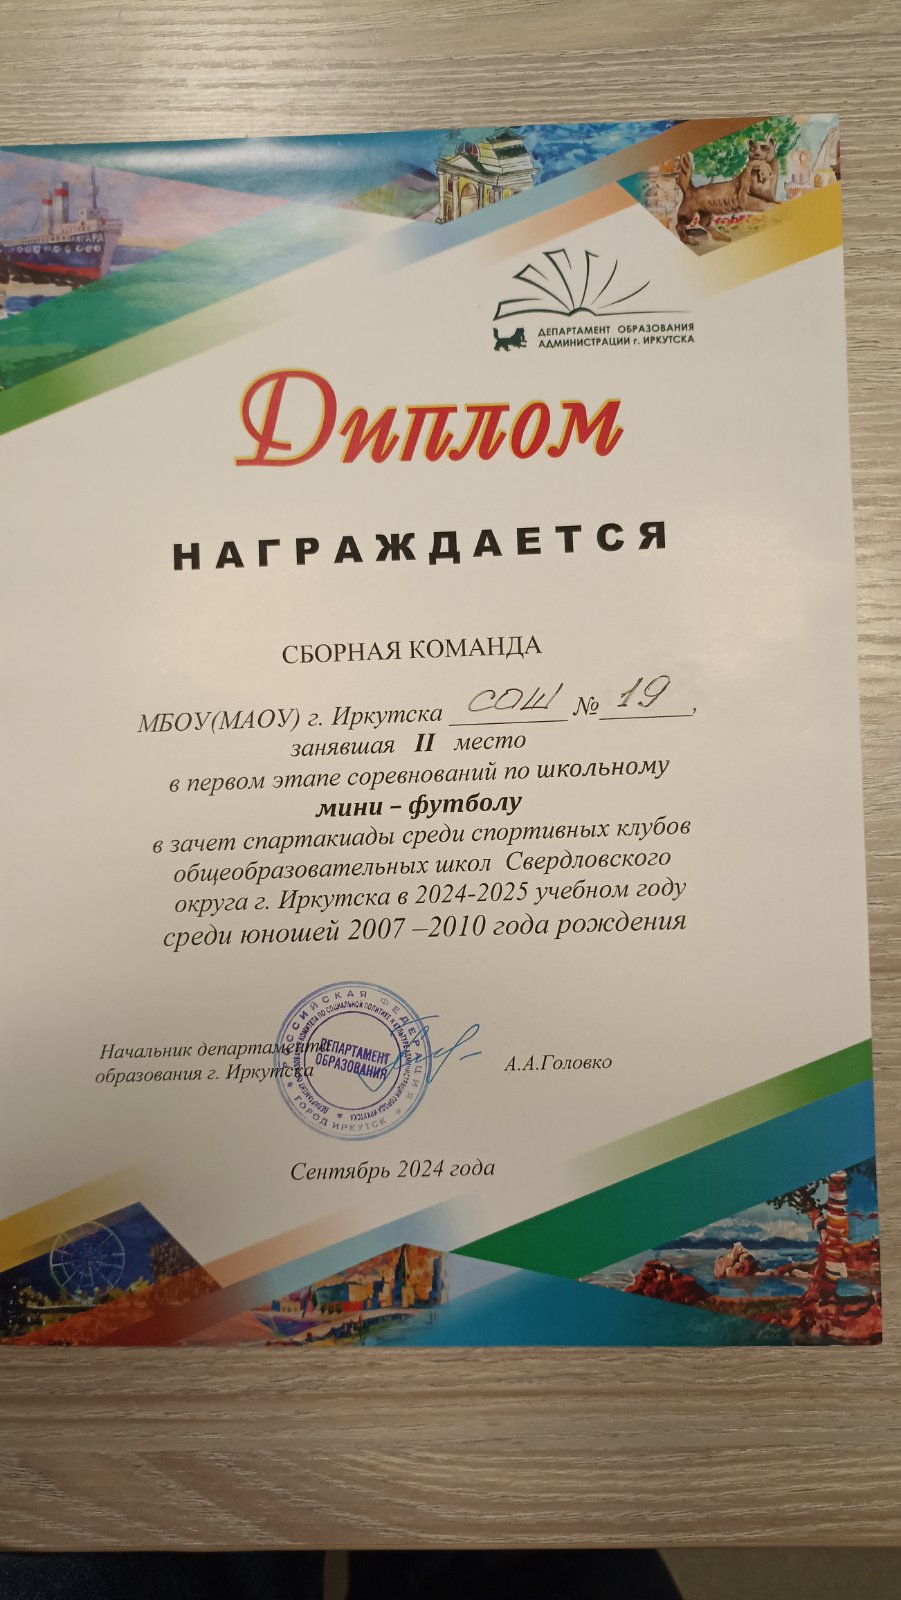 ДЕПАРТАМЕНТ ОБРАЗОВАНИЯ
АДМИНИСТРАЦИИ г. ИРКУТСКА
Диплом
НАГРАЖДАЕТСЯ
СБОРНАЯ КОМАНДА
МБОУ(МАОУ) г. Иркутска СОШ № 19,
занявшая II место
в первом этапе соревнований по школьному
мини – футболу
в зачет спартакиады среди спортивных клубов
общеобразовательных школ Свердловского
округа г. Иркутска в 2024-2025 учебном году
среди юношей 2007 –2010 года рождения
Начальник департамента
образования г. Иркутска
А.А.Головко
РОССИЙСКАЯ ФЕДЕРАЦИЯ
ГОРОД ИРКУТСК
ДЕПАРТАМЕНТ
ОБРАЗОВАНИЯ
Сентябрь 2024 года